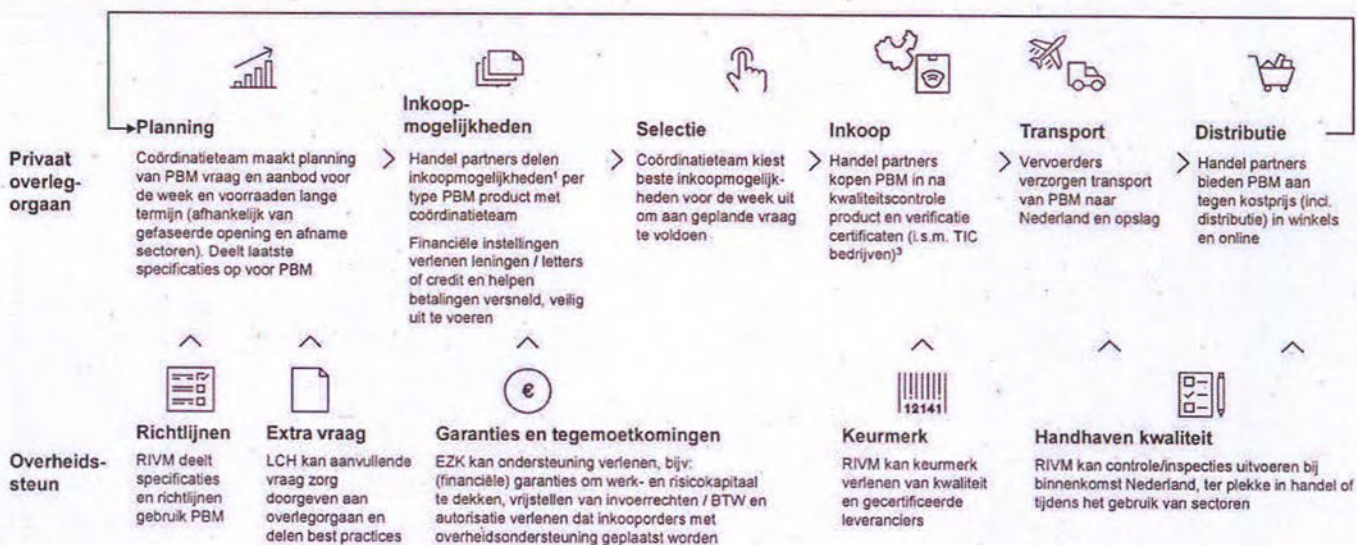 Privaat
overleg-
orgaan
Planning
Coördinatieteam maakt planning
van PBM vraag en aanbod voor
de week en voorraaden lange
termijn (afhankelijk van
gefaseerde opening en afname
sectoren). Deelt laatste
specificaties op voor PBM
Inkoop-
mogelijkheden
Handel partners delen
inkoopmogelijkheden¹ per
type PBM product met
coördinatieteam
Financiële instellingen
verlenen leningen / letters
of credit en helpen
betalingen versneld, veilig
uit te voeren
Selectie
Coördinatieteam kiest
beste inkoopmogelijk-
heden voor de week uit
om aan geplande vraag
te voldoen
Inkoop
Handel partners
kopen PBM in na
kwaliteitscontrole
product en verificatie
certificaten (i.s.m. TIC
bedrijven)³
Transport
Vervoerders
verzorgen transport
van PBM naar
Nederland en opslag
Distributie
Handel partners
bieden PBM aan
tegen kostprijs (incl.
distributie) in winkels
en online
Overheids-
steun
Richtlijnen
RIVM deelt
specificaties
en richtlijnen
gebruik PBM
Extra vraag
LCH kan aanvullende
vraag zorg
doorgeven aan
overlegorgaan en
delen best practices
€
Garanties en tegemoetkomingen
EZK kan ondersteuning verlenen, bijv:
(financiële) garanties om werk- en risicokapitaal
te dekken, vrijstellen van invoerrechten / BTW en
autorisatie verlenen dat inkooporders met
overheidsondersteuning geplaatst worden
12141
Keurmerk
RIVM kan keurmerk
verlenen van kwaliteit
en gecertificeerde
leveranciers
Handhaven kwaliteit
RIVM kan controle/inspecties uitvoeren bij
binnenkomst Nederland, ter plekke in handel of
tijdens het gebruik van sectoren